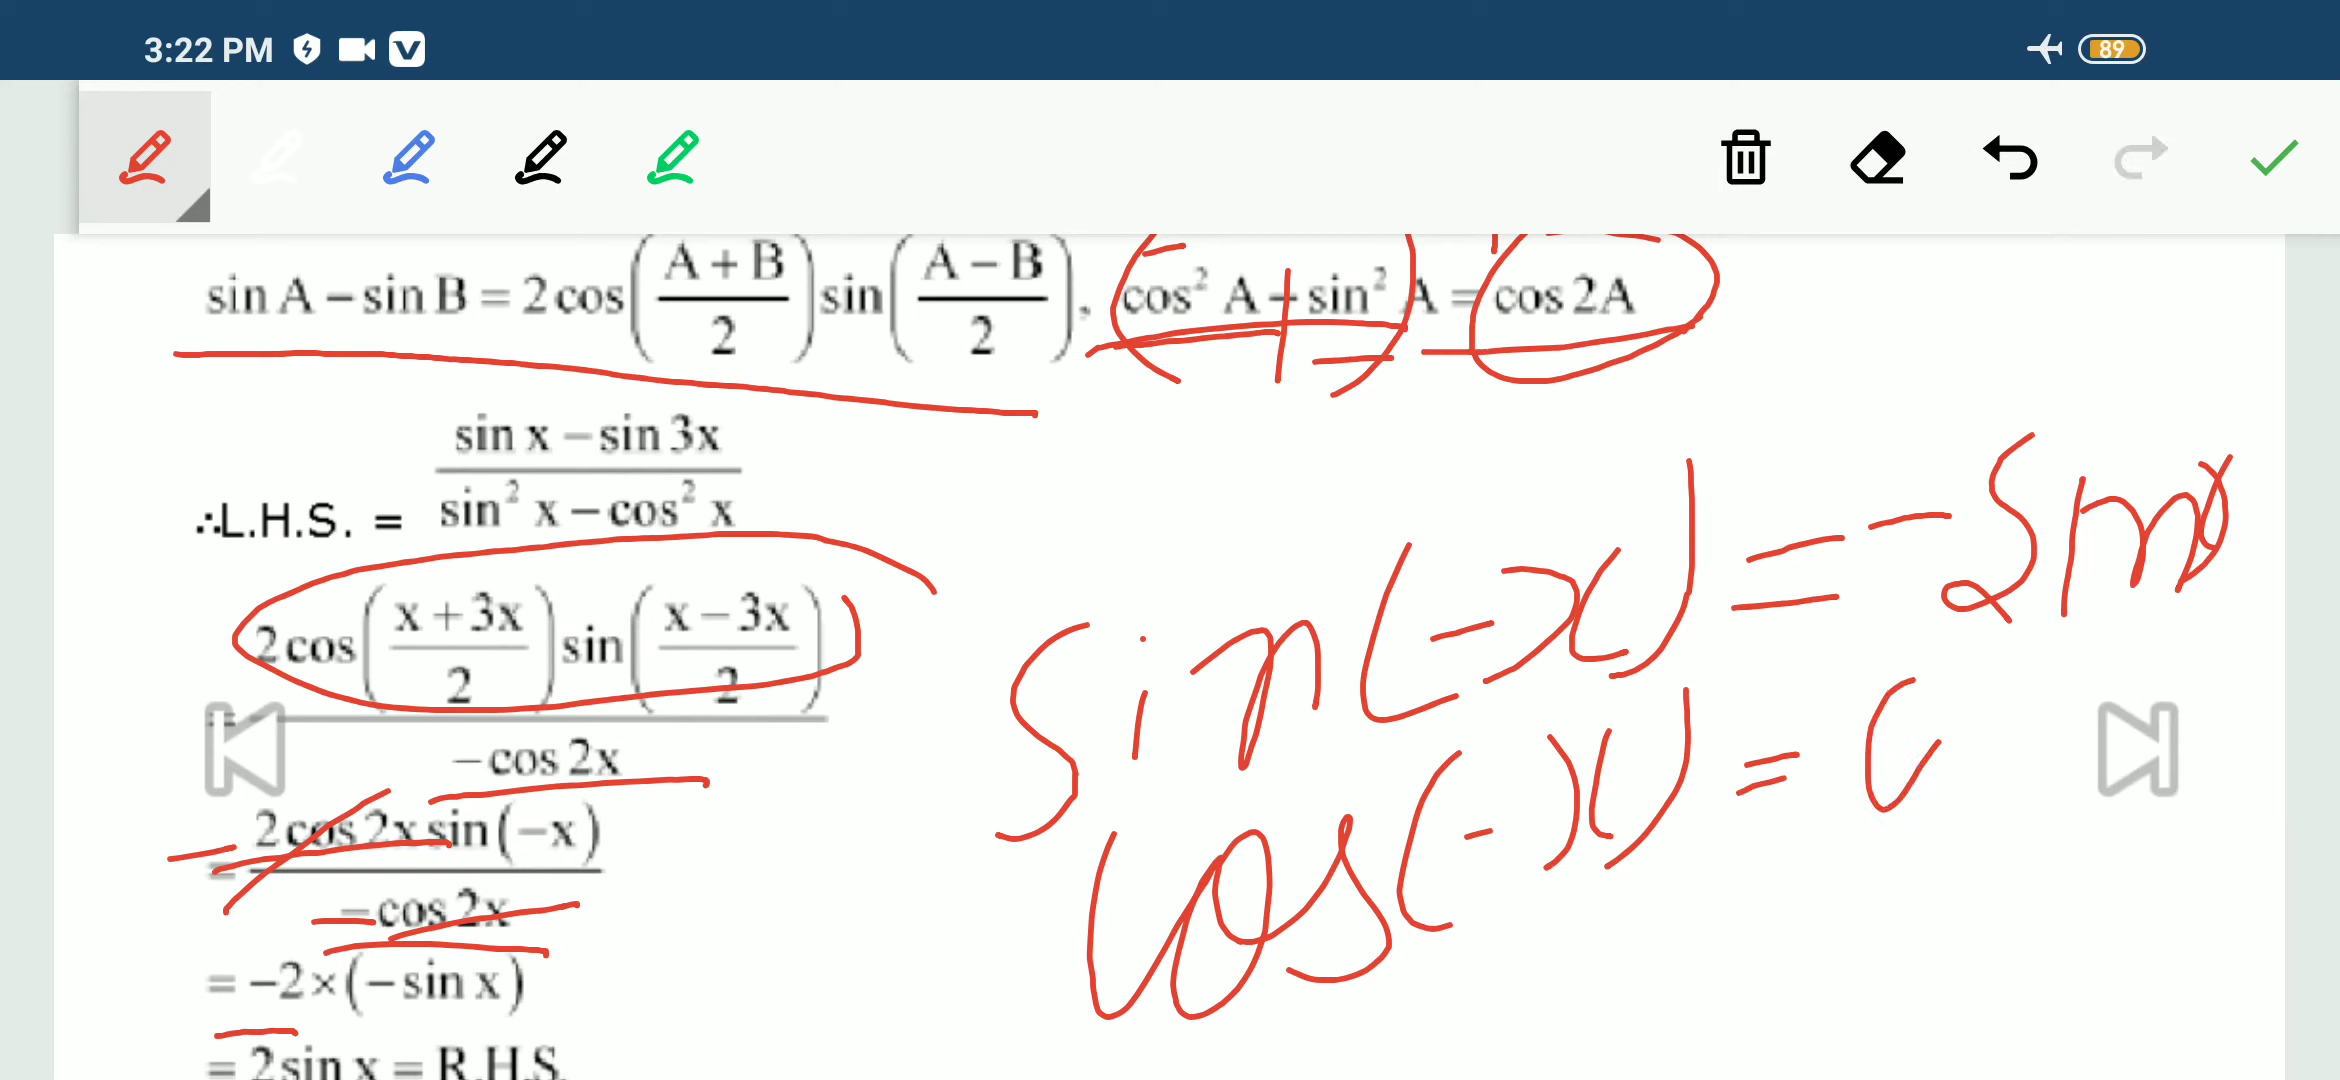 3:22 PM 89
sin A – sin B = 2 cos((A + B)/2) sin((A – B)/2), cos² A – sin² A = cos 2A
∴L.H.S. = (sin x – sin 3x)/(sin² x – cos² x)
= (2 cos((x + 3x)/2) sin((x – 3x)/2))/(– cos 2x)
= (2 cos 2x sin(–x))/(– cos 2x)
= –2×(– sin x)
= 2 sin x = R.H.S.
Sin(-x) = -Sinx
Cos(-x) = C